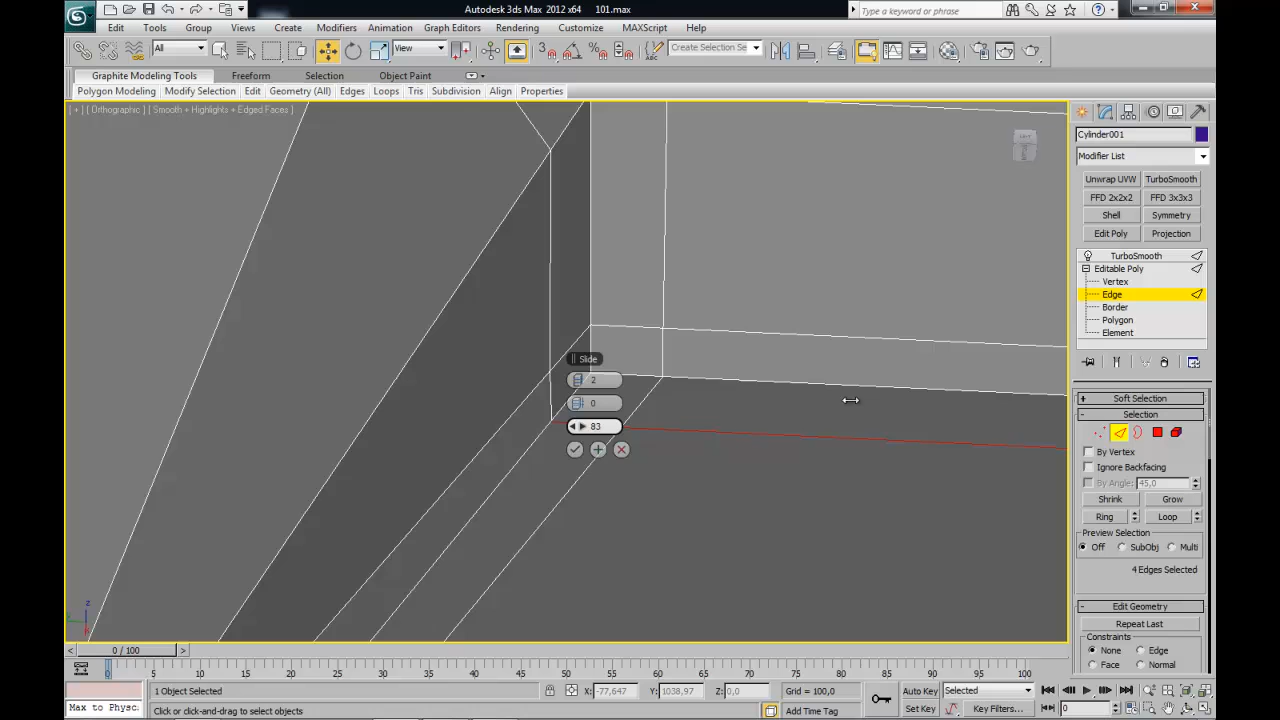 Autodesk 3ds Max 2012 x64 101.max
Type a keyword or phrase
Edit Tools Group Views Create Modifiers Animation Graph Editors Rendering Customize MAXScript Help
All View Create Selection Se
Graphite Modeling Tools Freeform Selection Object Paint
Polygon Modeling Modify Selection Edit Geometry (All) Edges Loops Tris Subdivision Align Properties
[ + ] [ Orthographic ] [ Smooth + Highlights + Edged Faces ]
Cylinder001
Modifier List
Unwrap UVW TurboSmooth
FFD 2x2x2 FFD 3x3x3
Shell Symmetry
Edit Poly Projection
TurboSmooth
Editable Poly
Vertex
Edge
Border
Polygon
Element
Slide
2
0
83
+ Soft Selection
- Selection
By Vertex
Ignore Backfacing
By Angle: 45,0
Shrink Grow
Ring Loop
Preview Selection
Off SubObj Multi
4 Edges Selected
- Edit Geometry
Repeat Last
Constraints
None Edge
Face Normal
z
< 0 / 100 >
0 5 10 15 20 25 30 35 40 45 50 55 60 65 70 75 80 85 90 95 100
1 Object Selected X: -77,647 Y: 1038,97 Z: 0,0 Grid = 100,0 Auto Key Selected
Max to Physc: Click or click-and-drag to select objects Add Time Tag Set Key Key Filters... 0